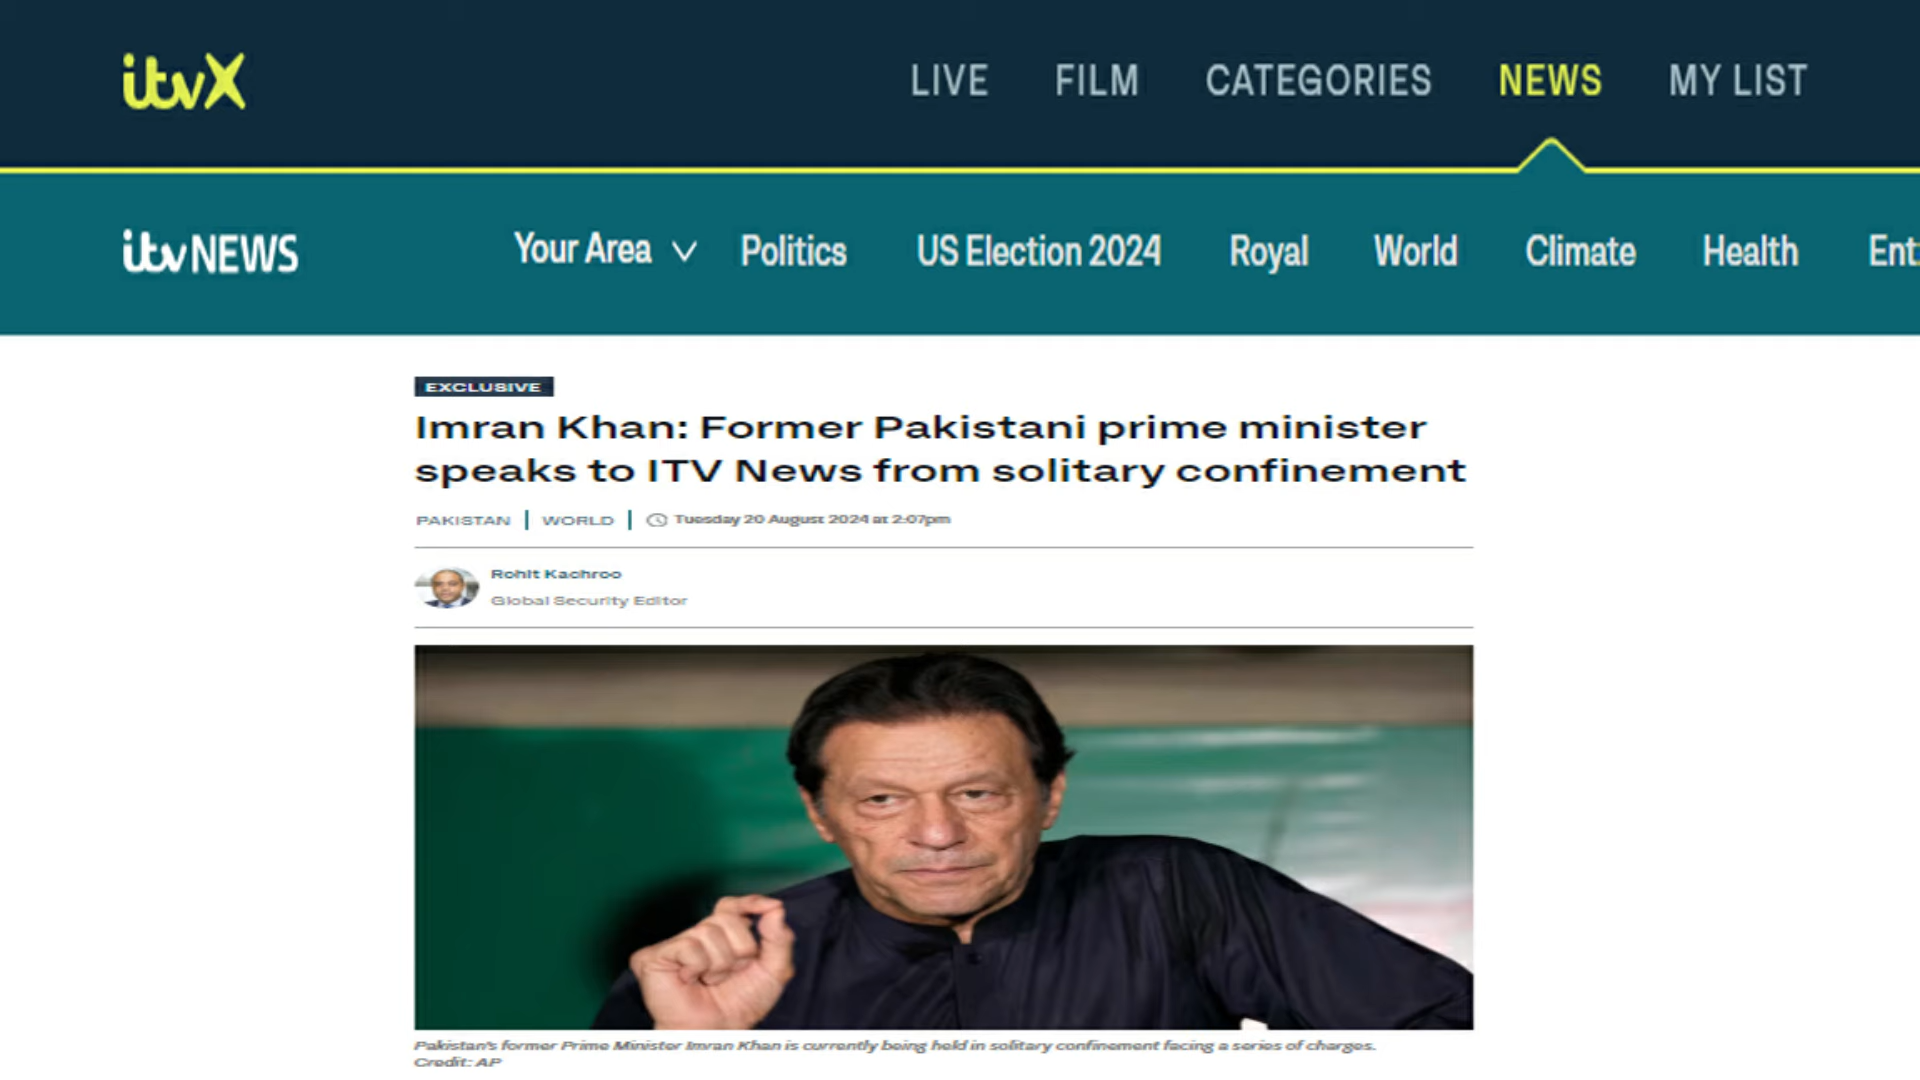 itvX
LIVE FILM CATEGORIES NEWS MY LIST
itv NEWS
Your Area Politics US Election 2024 Royal World Climate Health Ent
EXCLUSIVE
Imran Khan: Former Pakistani prime minister
speaks to ITV News from solitary confinement
PAKISTAN WORLD Tuesday 20 August 2024 at 2:07pm
Rohit Kachroo
Global Security Editor
Pakistan's former Prime Minister Imran Khan is currently being held in solitary confinement facing a series of charges.
Credit: AP